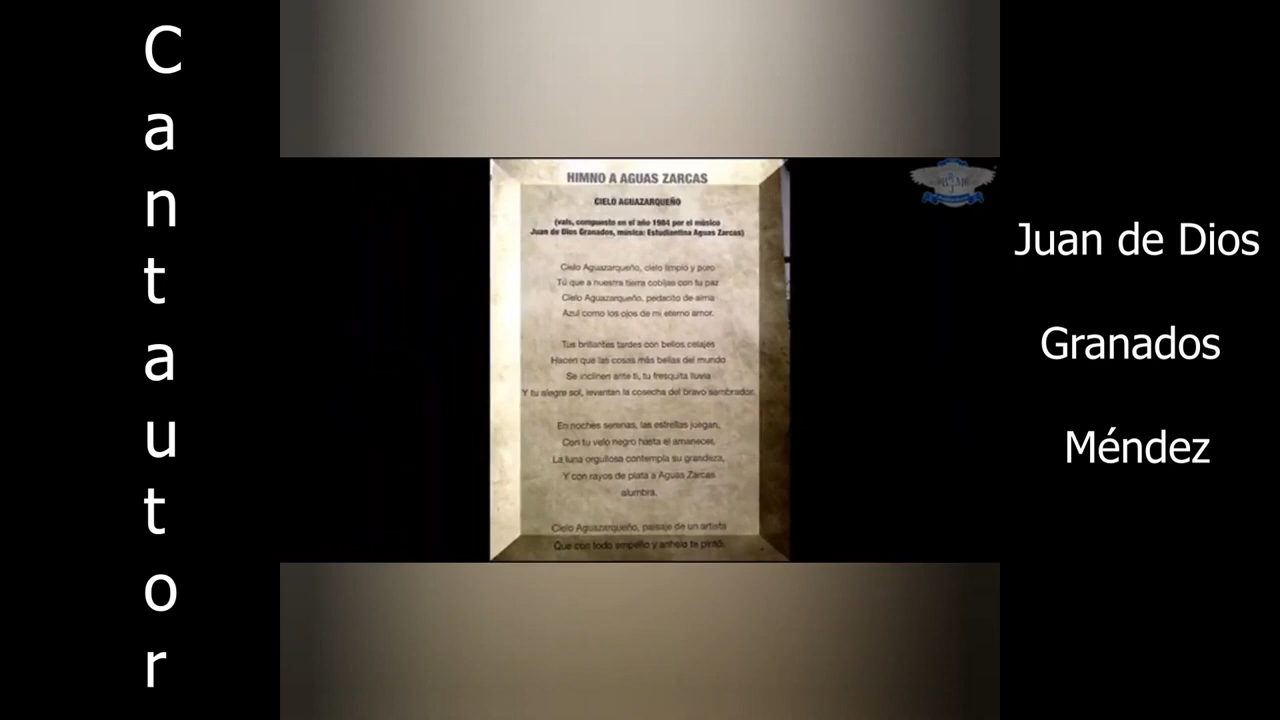 Cantautor
HIMNO A AGUAS ZARCAS
CIELO AGUAZARQUEÑO
(vals, compuesto en el año 1984 por el músico
Juan de Dios Granados, música: Estudiantina Aguas Zarcas)
Cielo Aguazarqueño, cielo limpio y puro
Tú que a nuestra tierra cobijas con tu paz
Cielo Aguazarqueño, pedacito de alma
Azul como los ojos de mi eterno amor.
Tus brillantes tardes con bellos celajes
Hacen que las cosas más bellas del mundo
Se inclinen ante ti, tu fresquita lluvia
Y tu alegre sol, levantan la cosecha del bravo sembrador.
En noches serenas, las estrellas juegan,
Con tu velo negro hasta el amanecer,
La luna orgullosa contempla su grandeza,
Y con rayos de plata a Aguas Zarcas
alumbra.
Cielo Aguazarqueño, paisaje de un artista
Que con todo empeño y anhelo te pintó.
Juan de Dios
Granados
Méndez